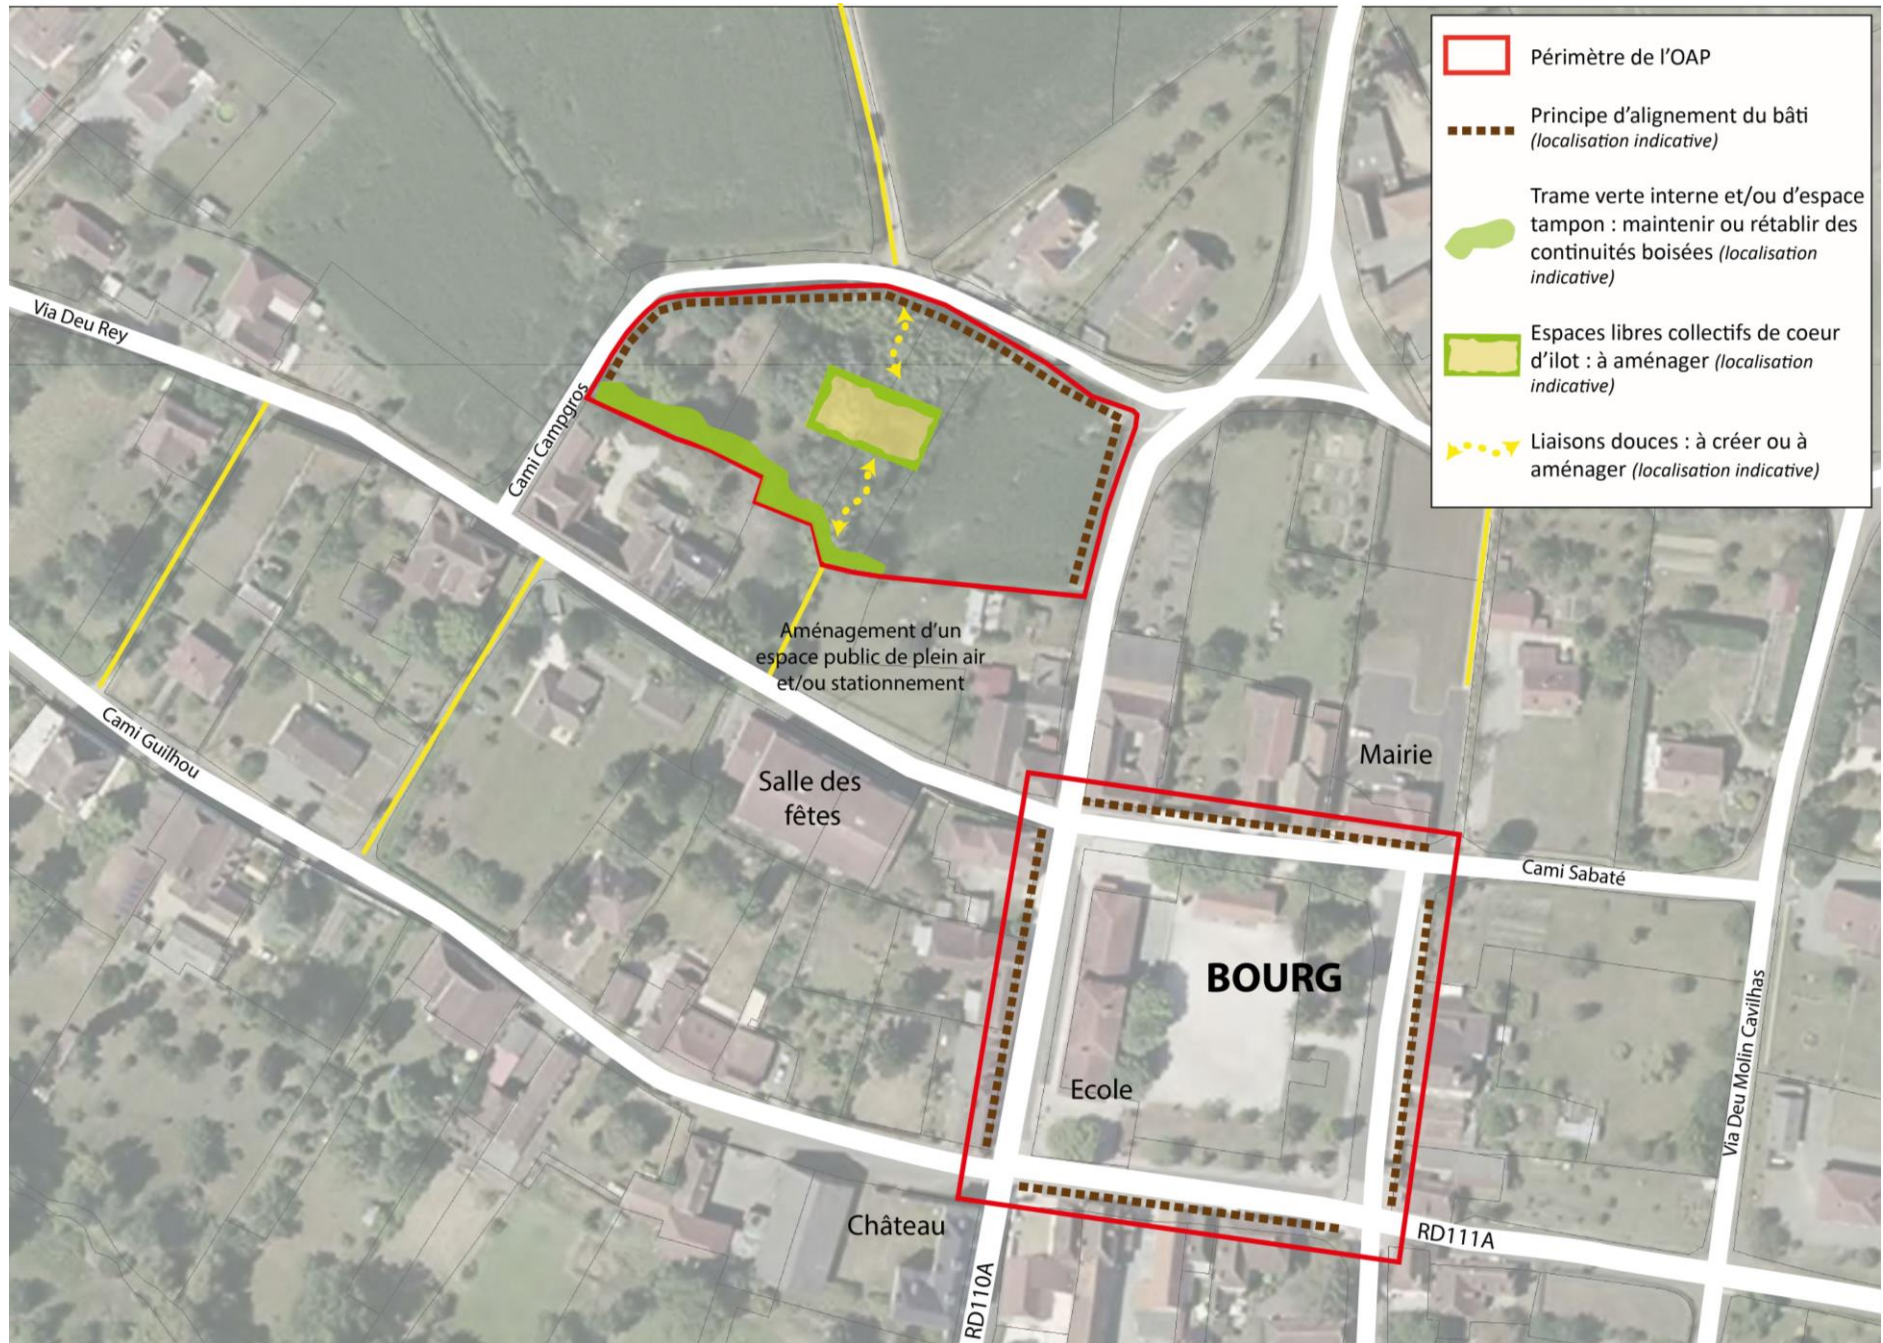 Périmètre de l'OAP
Principe d'alignement du bâti
(localisation indicative)
Trame verte interne et/ou d'espace
tampon : maintenir ou rétablir des
continuités boisées (localisation
indicative)
Espaces libres collectifs de coeur
d'ilot : à aménager (localisation
indicative)
Liaisons douces : à créer ou à
aménager (localisation indicative)
Via Deu Rey
Cami Campgros
Aménagement d'un
espace public de plein air
et/ou stationnement
Cami Guilhou
Salle des
fêtes
Mairie
Cami Sabaté
BOURG
Ecole
Via Deu Molin Cavilhas
Château
RD111A
RD110A